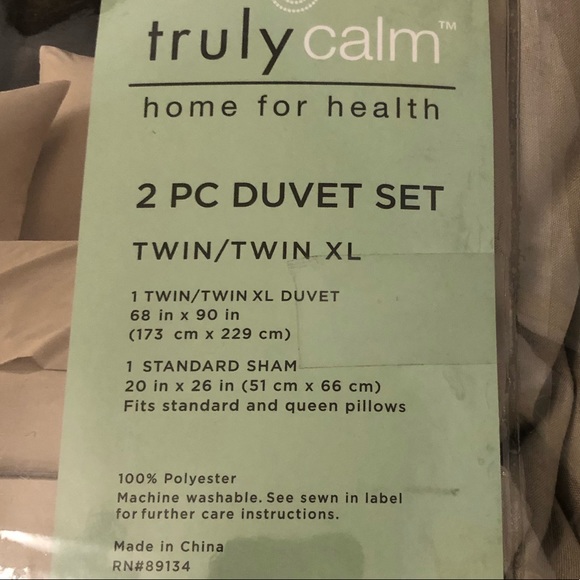 truly calm™
home for health
2 PC DUVET SET
TWIN/TWIN XL
1 TWIN/TWIN XL DUVET
68 in x 90 in
(173 cm x 229 cm)
1 STANDARD SHAM
20 in x 26 in (51 cm x 66 cm)
Fits standard and queen pillows
100% Polyester
Machine washable. See sewn in label
for further care instructions.
Made in China
RN#89134